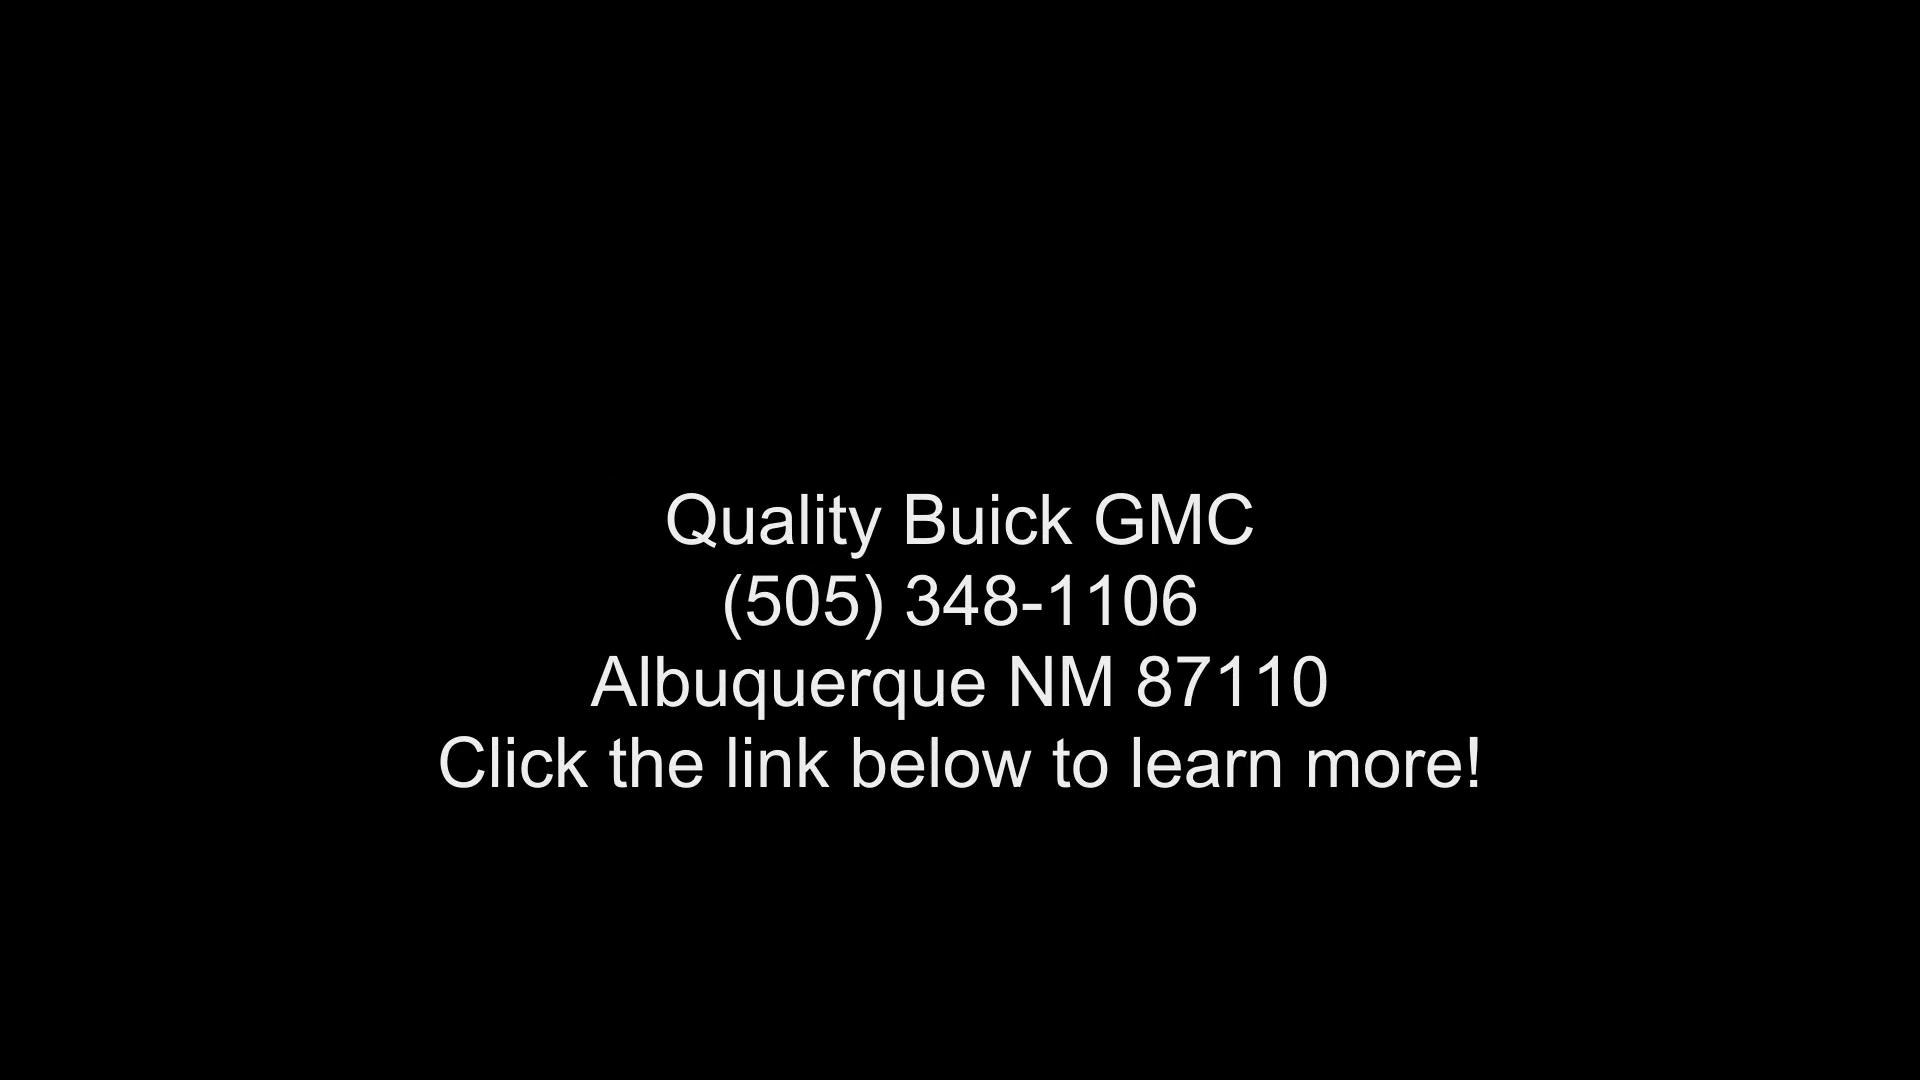 Quality Buick GMC
(505) 348-1106
Albuquerque NM 87110
Click the link below to learn more!